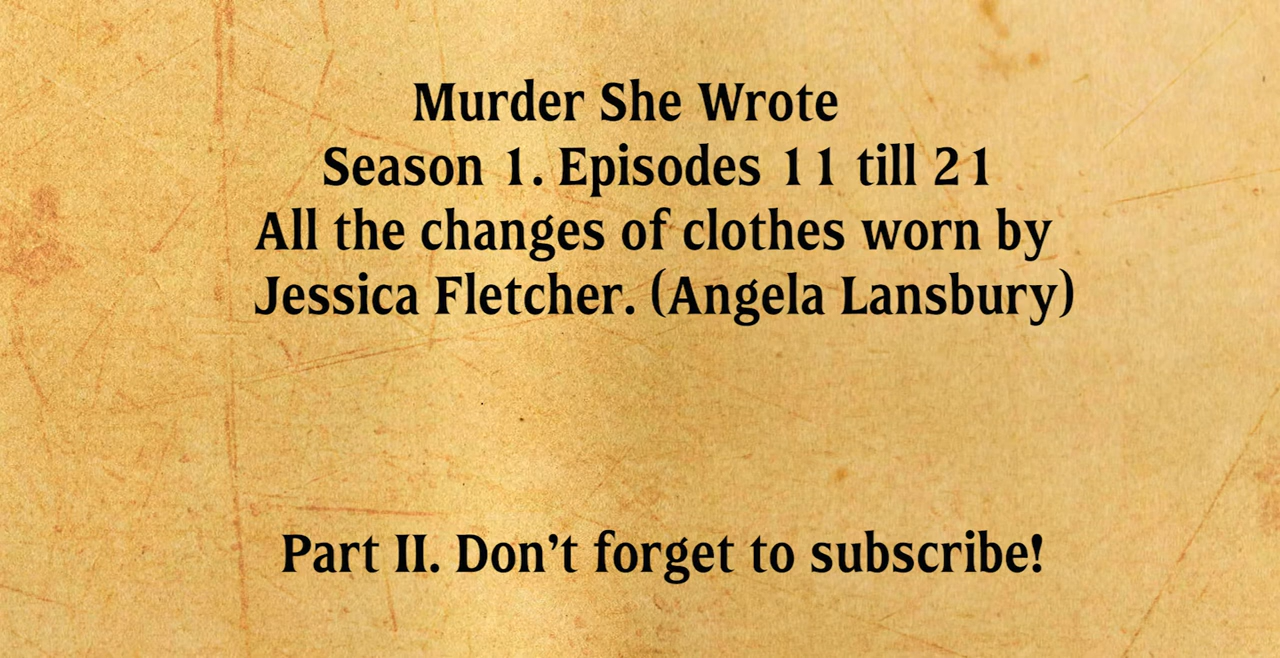 Murder She Wrote
Season 1. Episodes 11 till 21
All the changes of clothes worn by
Jessica Fletcher. (Angela Lansbury)
Part II. Don’t forget to subscribe!